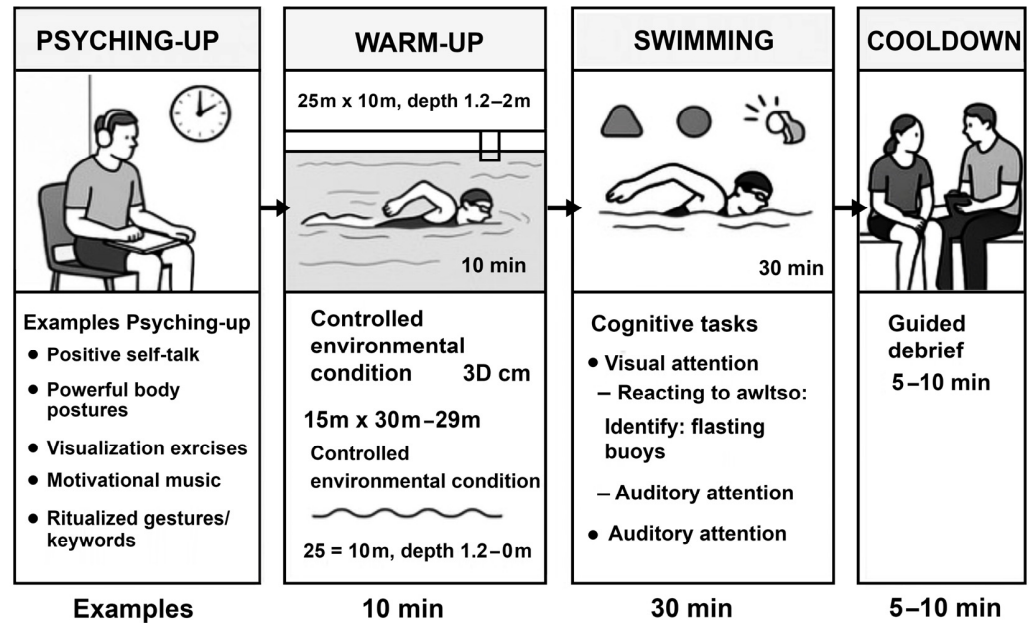 PSYCHING-UP
Examples Psyching-up
● Positive self-talk
● Powerful body
postures
● Visualization exrcises
● Motivational music
● Ritualized gestures/
keywords
Examples
WARM-UP
25m x 10m, depth 1.2–2m
10 min
Controlled
environmental
condition 3D cm
15m x 30m–29m
Controlled
environmental condition
25 = 10m, depth 1.2–0m
10 min
SWIMMING
30 min
Cognitive tasks
● Visual attention
– Reacting to awltso:
Identify: flasting
buoys
– Auditory attention
● Auditory attention
30 min
COOLDOWN
Guided
debrief
5–10 min
5–10 min